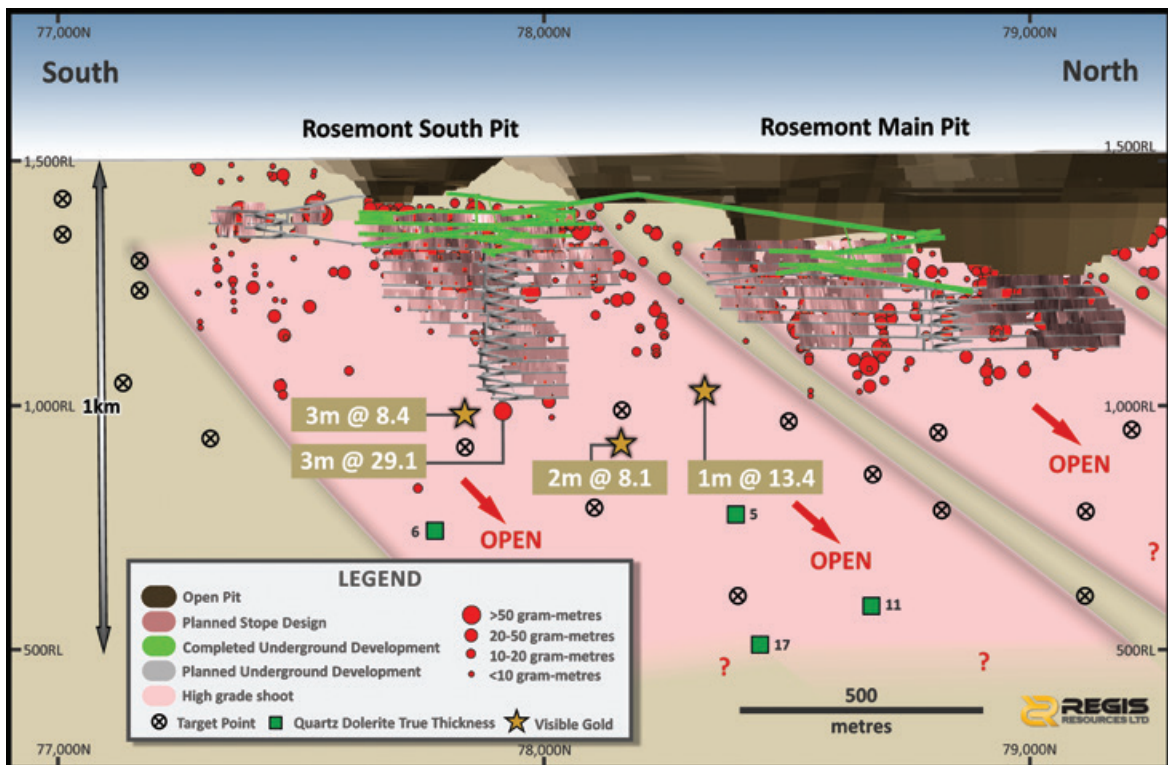 77,000N
78,000N
79,000N
South
North
Rosemont South Pit
Rosemont Main Pit
1,500RL
1,500RL
1,000RL
1km
1,000RL
3m @ 8.4
3m @ 29.1
2m @ 8.1
1m @ 13.4
OPEN
OPEN
OPEN
6
5
11
17
?
?
?
500RL
500RL
LEGEND
Open Pit
Planned Stope Design
Completed Underground Development
Planned Underground Development
High grade shoot
>50 gram-metres
20-50 gram-metres
10-20 gram-metres
<10 gram-metres
Target Point
Quartz Dolerite True Thickness
Visible Gold
500
metres
REGIS
RESOURCES LTD
77,000N
78,000N
79,000N